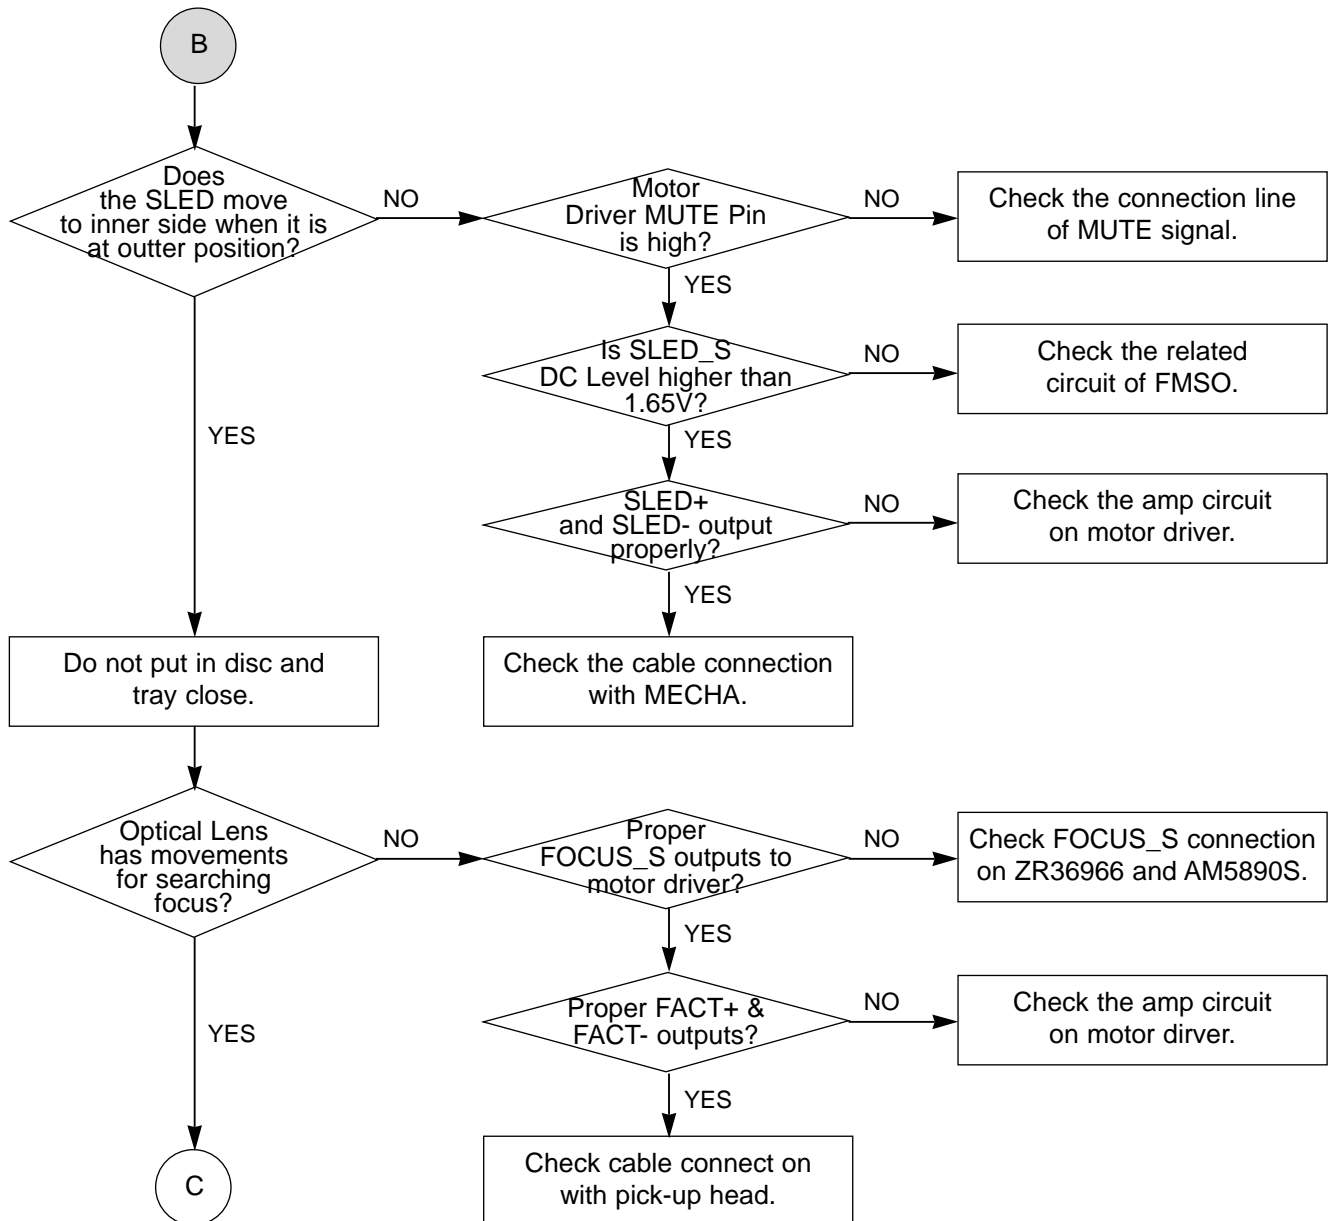 B
Does
the SLED move
to inner side when it is
at outter position?
NO
Motor
Driver MUTE Pin
is high?
NO
Check the connection line
of MUTE signal.
YES
Is SLED_S
DC Level higher than
1.65V?
NO
Check the related
circuit of FMSO.
YES
YES
SLED+
and SLED- output
properly?
NO
Check the amp circuit
on motor driver.
YES
Do not put in disc and
tray close.
Check the cable connection
with MECHA.
Optical Lens
has movements
for searching
focus?
NO
Proper
FOCUS_S outputs to
motor driver?
NO
Check FOCUS_S connection
on ZR36966 and AM5890S.
YES
Proper FACT+ &
FACT- outputs?
NO
Check the amp circuit
on motor dirver.
YES
YES
Check cable connect on
with pick-up head.
C